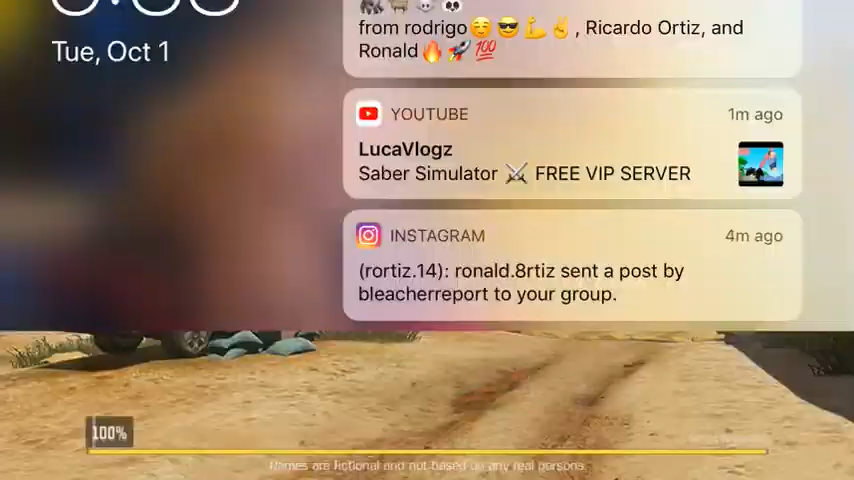 Tue, Oct 1
from rodrigo☺️😎💪✌️, Ricardo Ortiz, and
Ronald🔥🚀💯
YOUTUBE 1m ago
LucaVlogz
Saber Simulator ⚔️ FREE VIP SERVER
INSTAGRAM 4m ago
(rortiz.14): ronald.8rtiz sent a post by
bleacherreport to your group.
100%
Names are fictional and not based on any real persons.